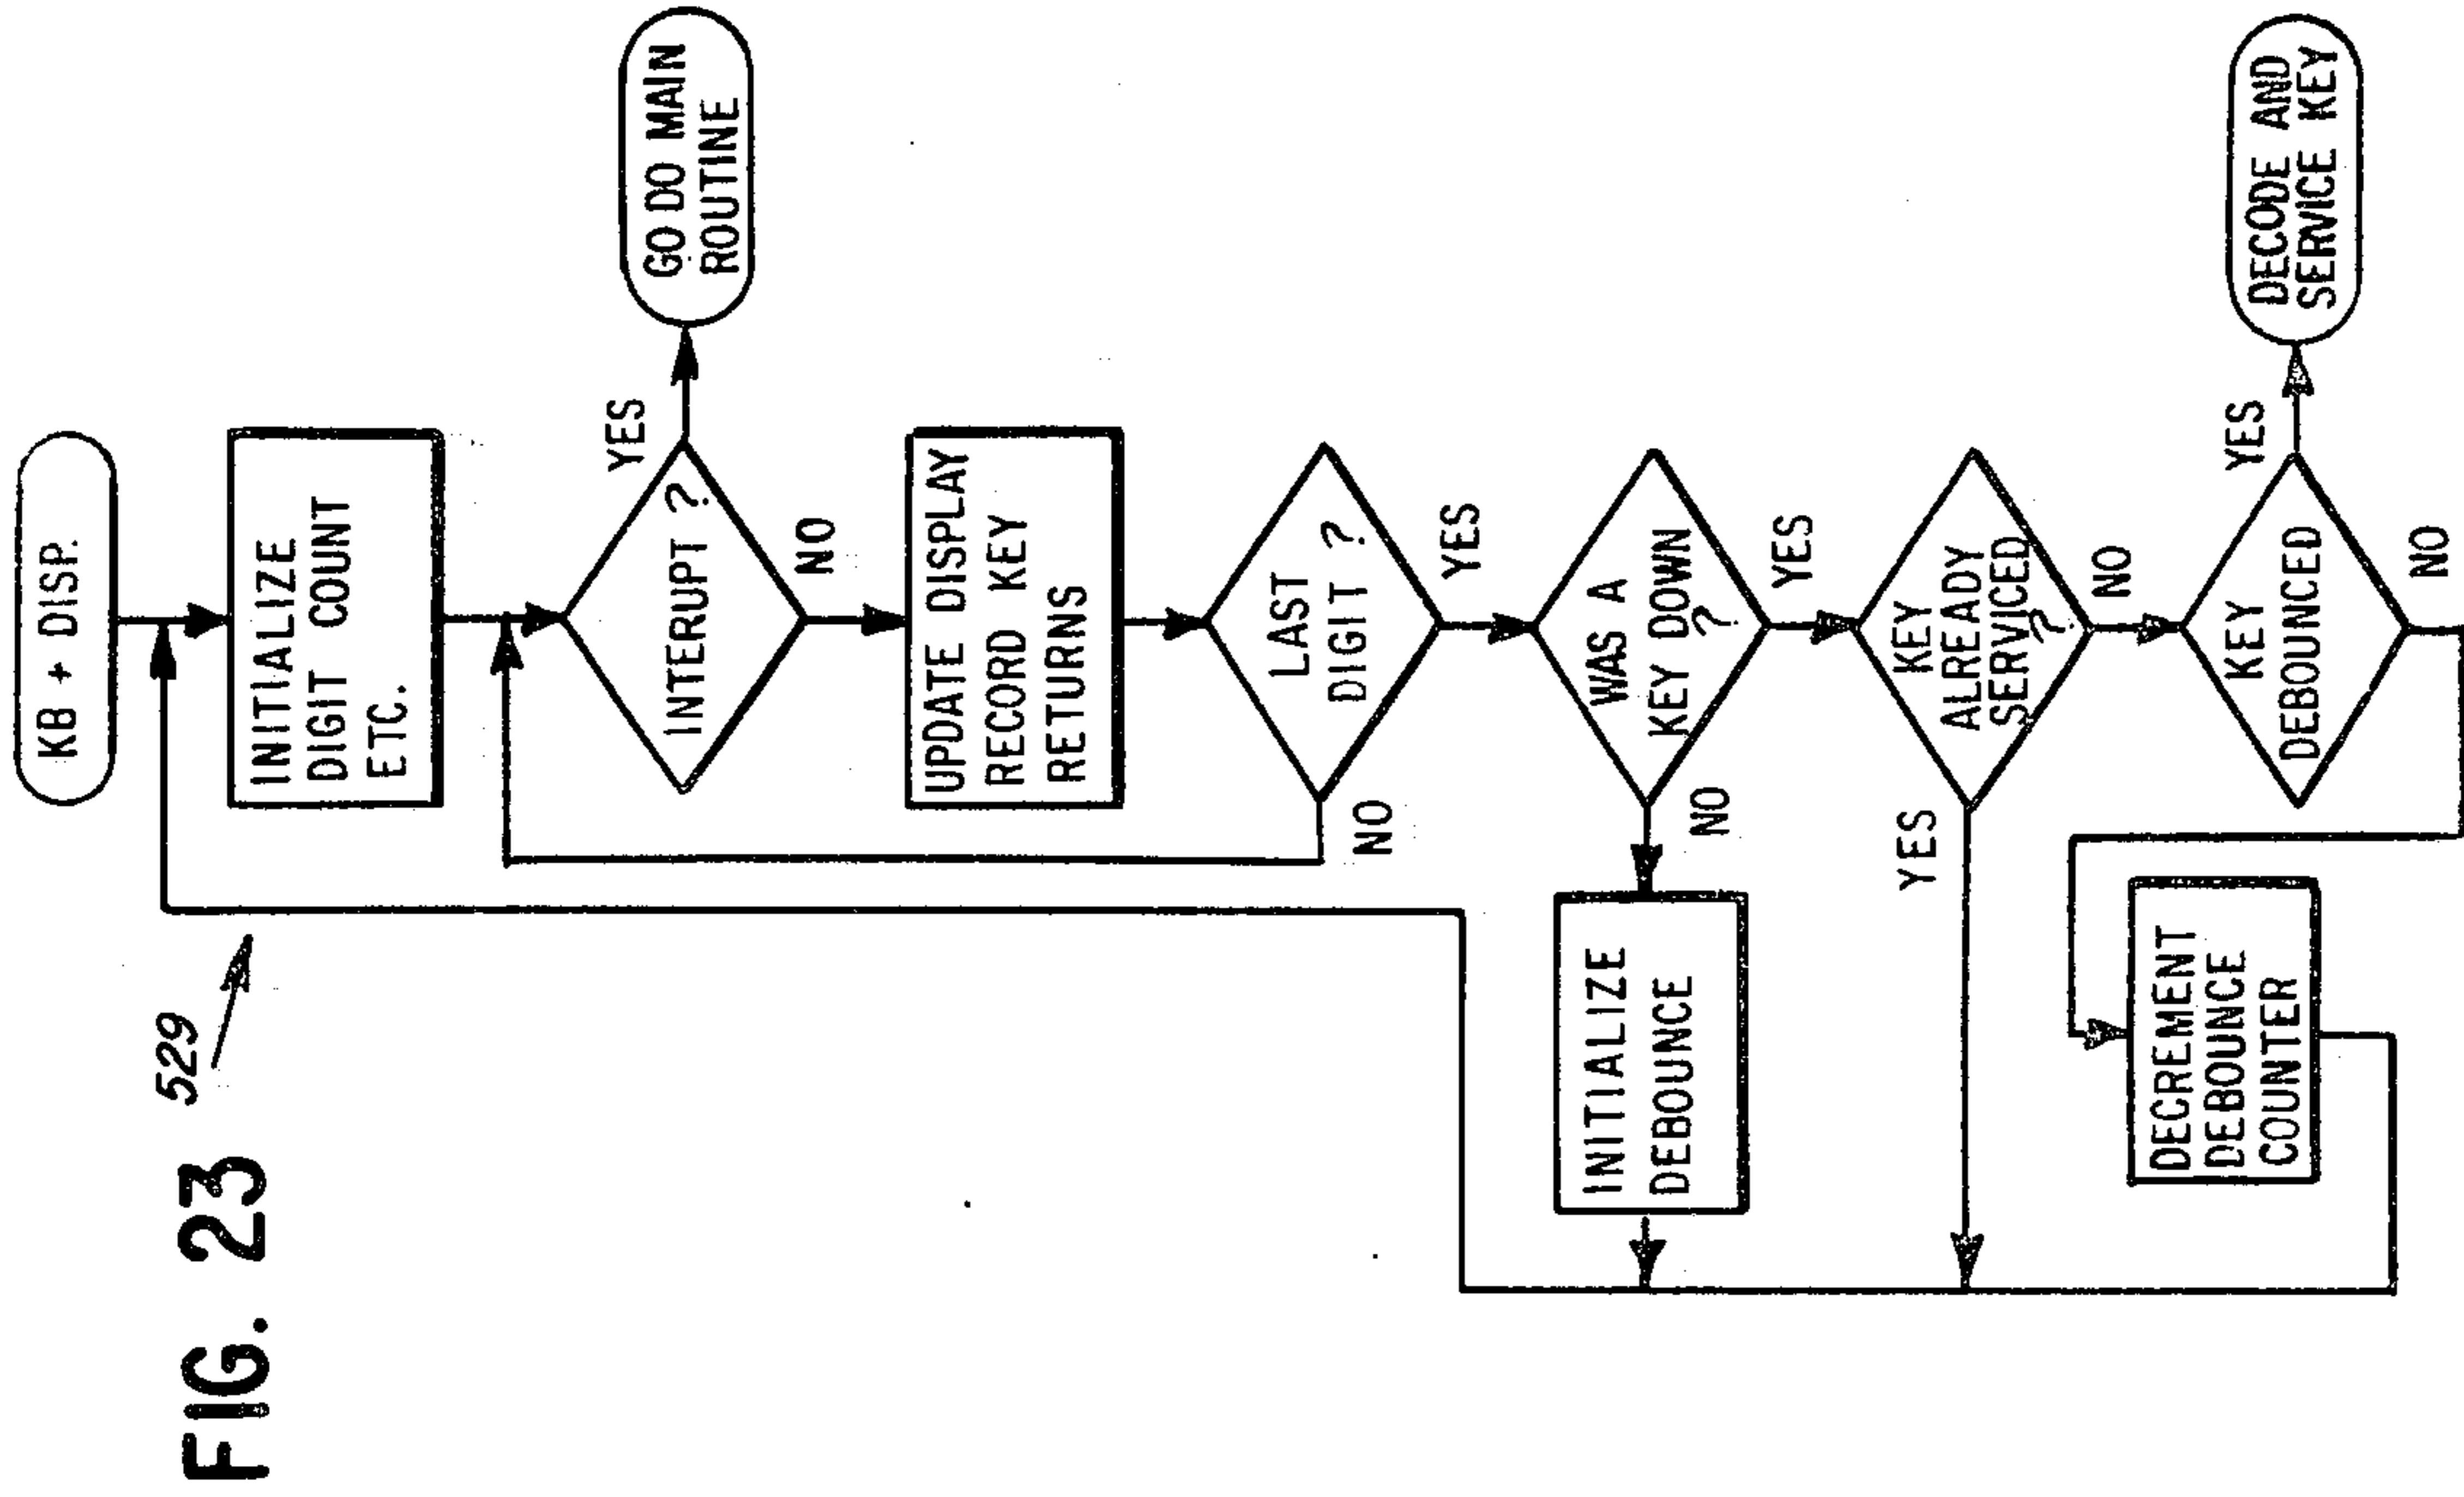 FIG. 23
529
KB + DISP.
INITIALIZE
DIGIT COUNT
ETC.
INTERUPT ?
YES
GO DO MAIN
ROUTINE
NO
UPDATE DISPLAY
RECORD KEY
RETURNS
LAST
DIGIT ?
NO
YES
WAS A
KEY DOWN
?
NO
INITIALIZE
DEBOUNCE
YES
KEY
ALREADY
SERVICED
?
YES
NO
KEY
DEBOUNCED
YES
DECODE AND
SERVICE KEY
NO
DECREMENT
DEBOUNCE
COUNTER